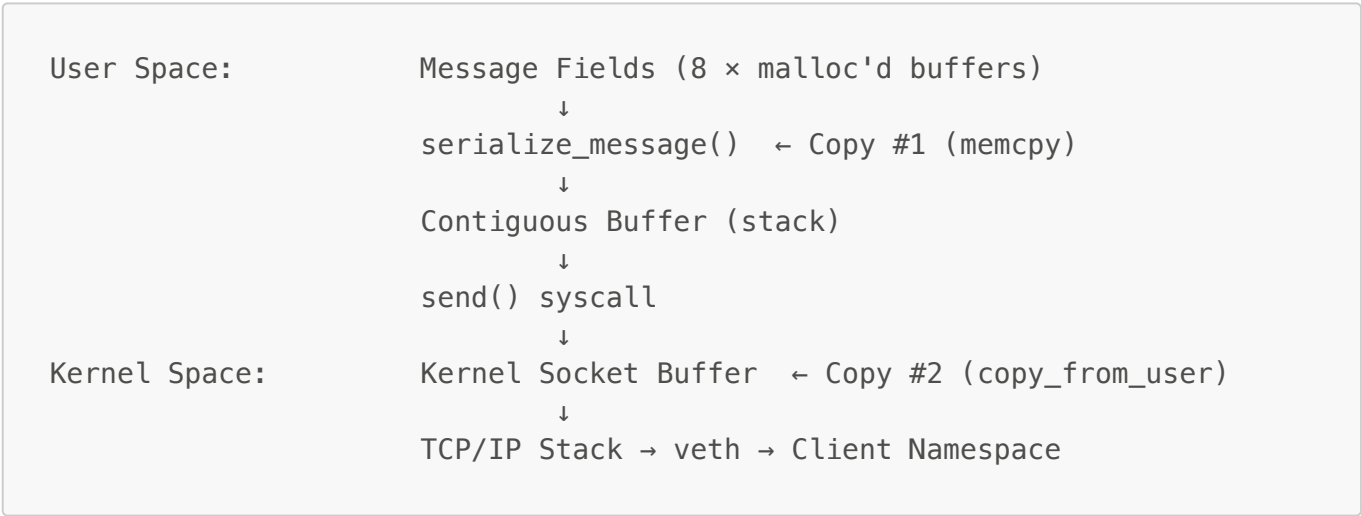 User Space: Message Fields (8 × malloc'd buffers)
↓
serialize_message() ← Copy #1 (memcpy)
↓
Contiguous Buffer (stack)
↓
send() syscall
↓
Kernel Space: Kernel Socket Buffer ← Copy #2 (copy_from_user)
↓
TCP/IP Stack → veth → Client Namespace